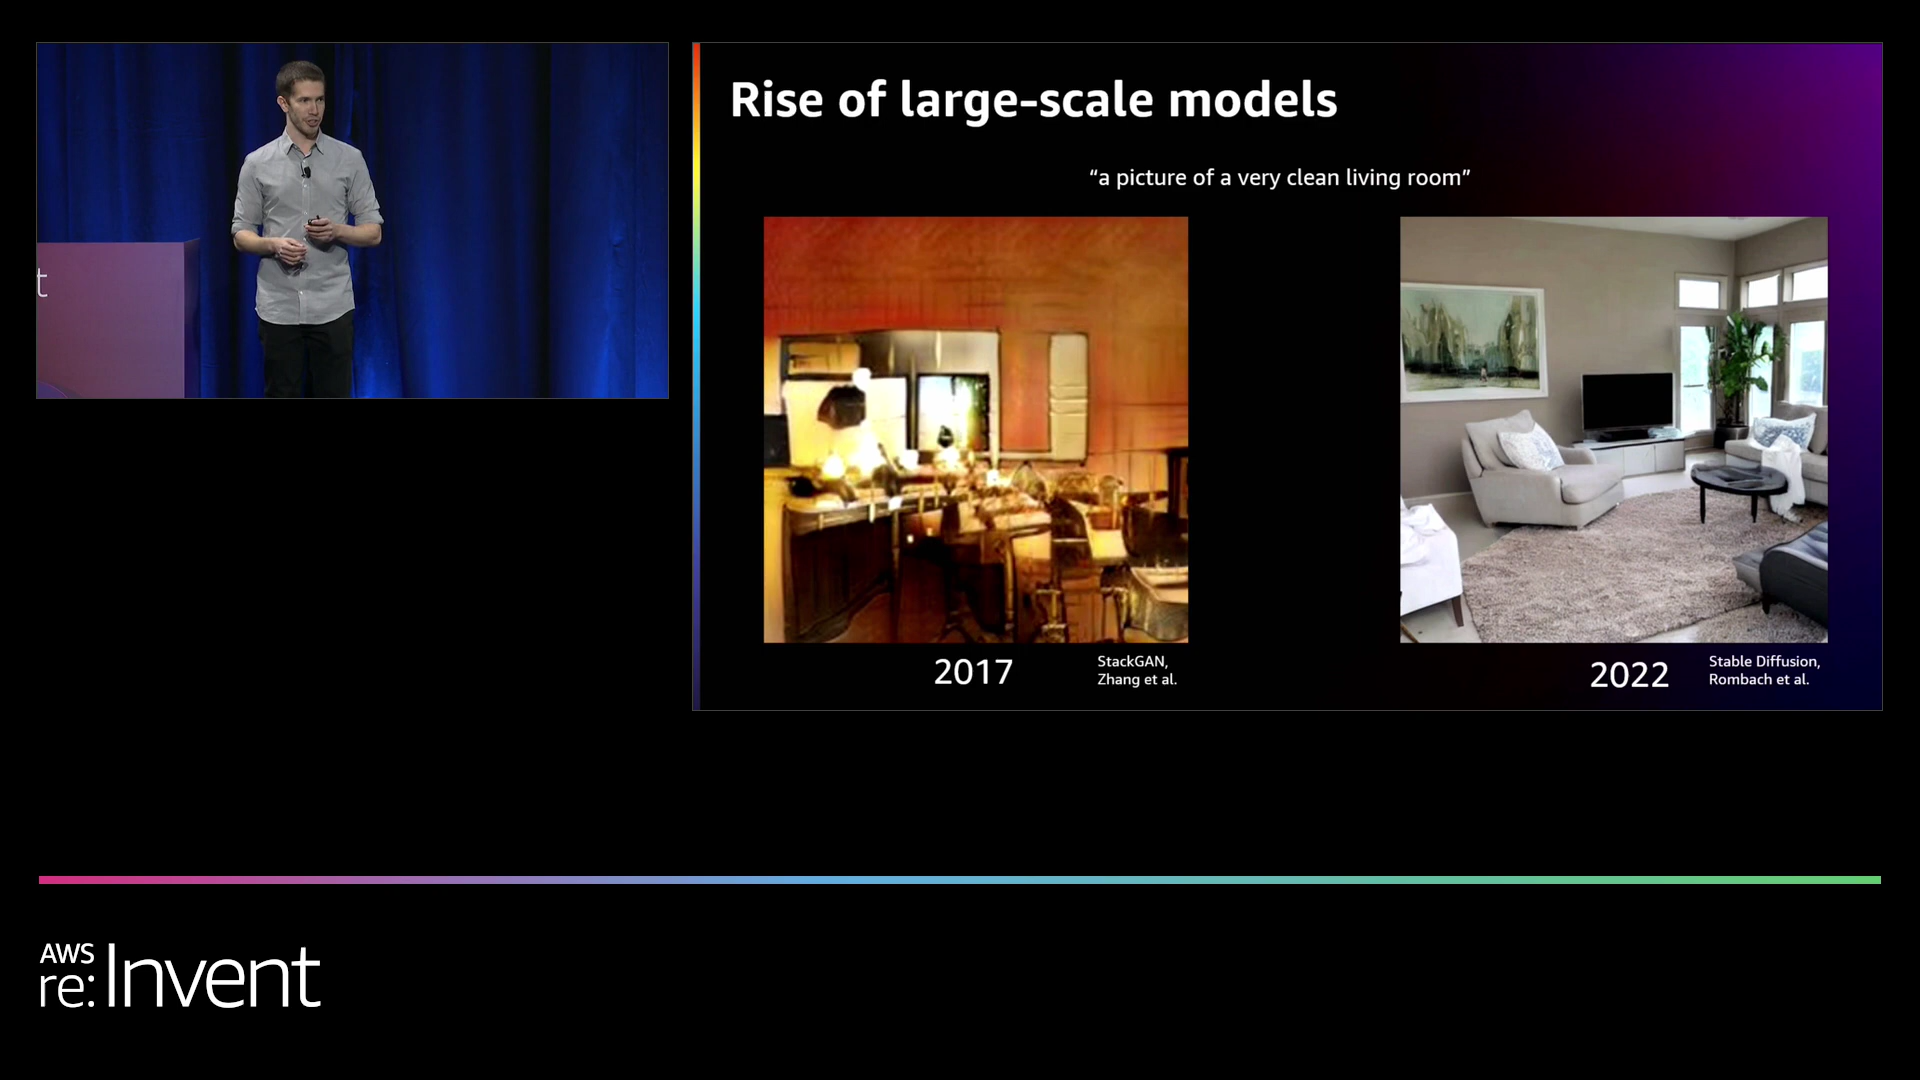 t
Rise of large-scale models
“a picture of a very clean living room”
2017
StackGAN,
Zhang et al.
2022
Stable Diffusion,
Rombach et al.
AWS
re:Invent